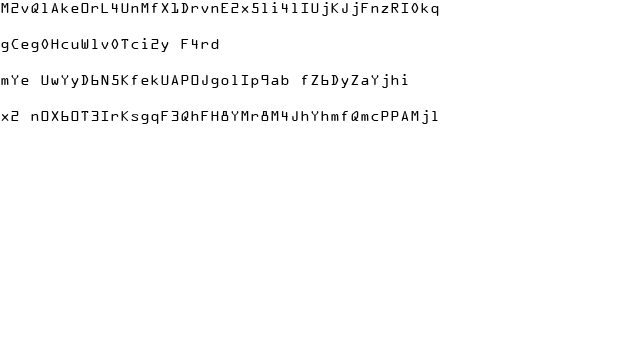 M2vQlAkeOrL4UnMfX1DrvnE2x5li4lIUjKJjFnzRI0kq
gCeg0HcuWlv0Tci2y F4rd
mYe UwYyD6N5KfekUAPOJgolIp9ab fZ6DyZaYjhi
x2 nOX6OT3IrKsgqF3QhFH8YMr8M4JhYhmfQmcPPAMjl